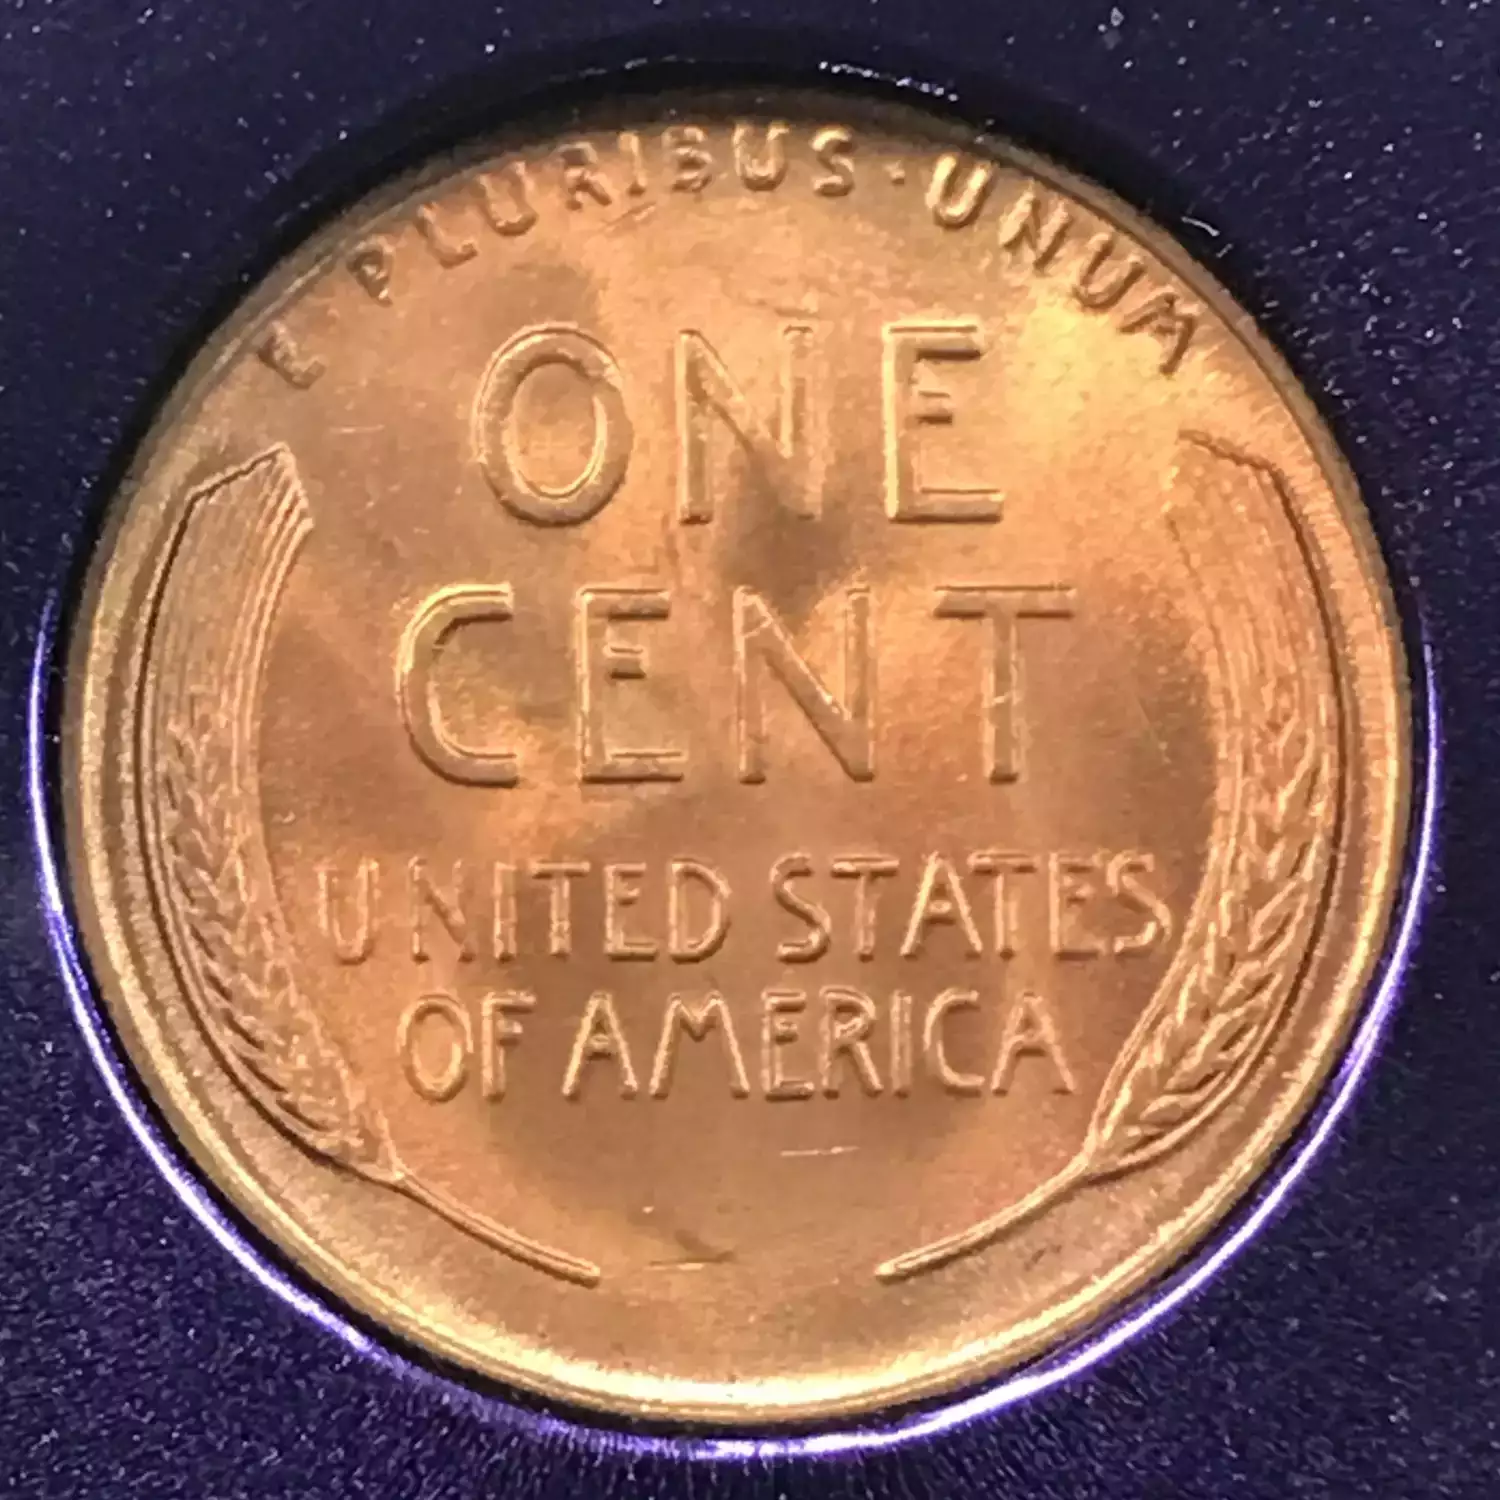 E · PLURIBUS · UNUM
ONE
CENT
UNITED STATES
OF AMERICA